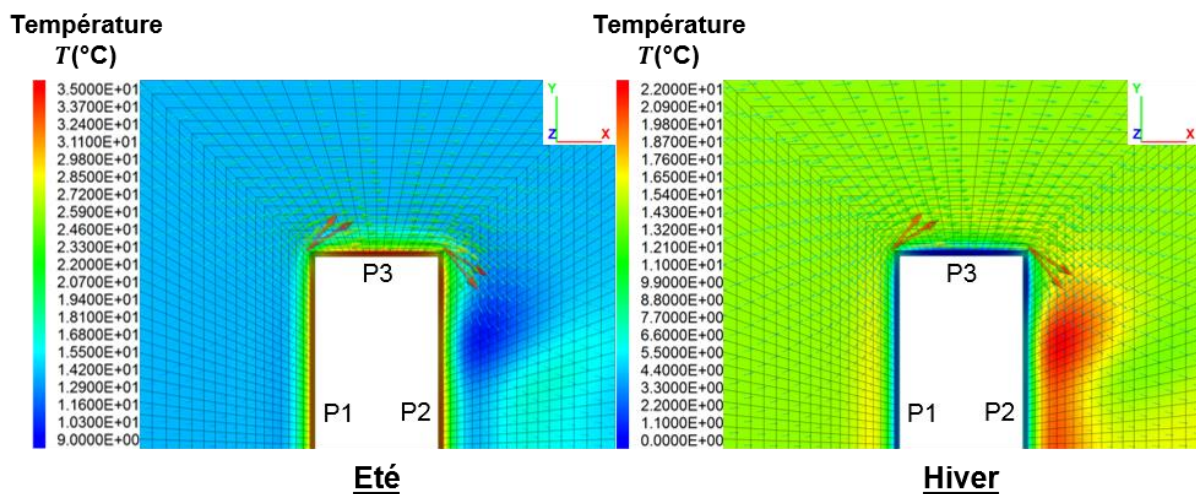 Température
T(°C)
3.5000E+01
3.3700E+01
3.2400E+01
3.1100E+01
2.9800E+01
2.8500E+01
2.7200E+01
2.5900E+01
2.4600E+01
2.3300E+01
2.2000E+01
2.0700E+01
1.9400E+01
1.8100E+01
1.6800E+01
1.5500E+01
1.4200E+01
1.2900E+01
1.1600E+01
1.0300E+01
9.0000E+00
Y
Z
X
P3
P1
P2
Eté
Température
T(°C)
2.2000E+01
2.0900E+01
1.9800E+01
1.8700E+01
1.7600E+01
1.6500E+01
1.5400E+01
1.4300E+01
1.3200E+01
1.2100E+01
1.1000E+01
9.9000E+00
8.8000E+00
7.7000E+00
6.6000E+00
5.5000E+00
4.4000E+00
3.3000E+00
2.2000E+00
1.1000E+00
0.0000E+00
Y
Z
X
P3
P1
P2
Hiver